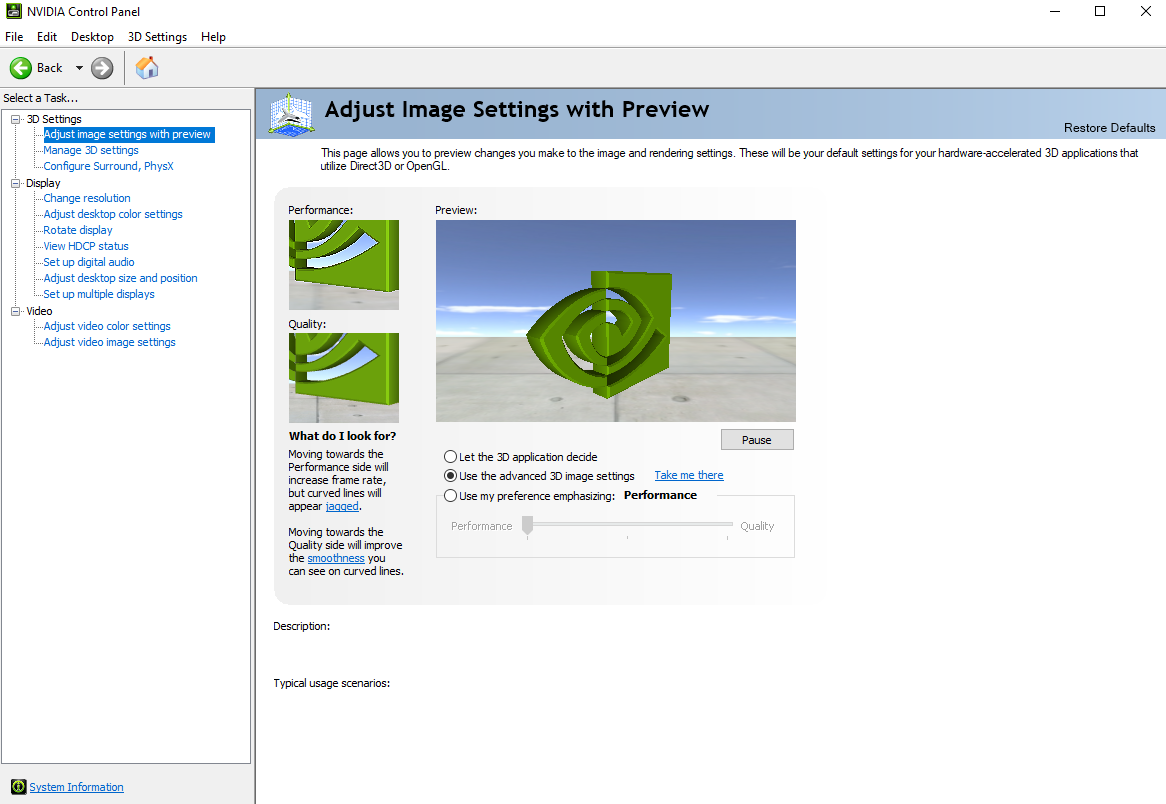 NVIDIA Control Panel
File Edit Desktop 3D Settings Help
Back
Select a Task...
3D Settings
Adjust image settings with preview
Manage 3D settings
Configure Surround, PhysX
Display
Change resolution
Adjust desktop color settings
Rotate display
View HDCP status
Set up digital audio
Adjust desktop size and position
Set up multiple displays
Video
Adjust video color settings
Adjust video image settings
System Information
Adjust Image Settings with Preview
Restore Defaults
This page allows you to preview changes you make to the image and rendering settings. These will be your default settings for your hardware-accelerated 3D applications that
utilize Direct3D or OpenGL.
Performance:
Quality:
What do I look for?
Moving towards the
Performance side will
increase frame rate,
but curved lines will
appear jagged.
Moving towards the
Quality side will improve
the smoothness you
can see on curved lines.
Preview:
Pause
Let the 3D application decide
Use the advanced 3D image settings Take me there
Use my preference emphasizing: Performance
Performance Quality
Description:
Typical usage scenarios: